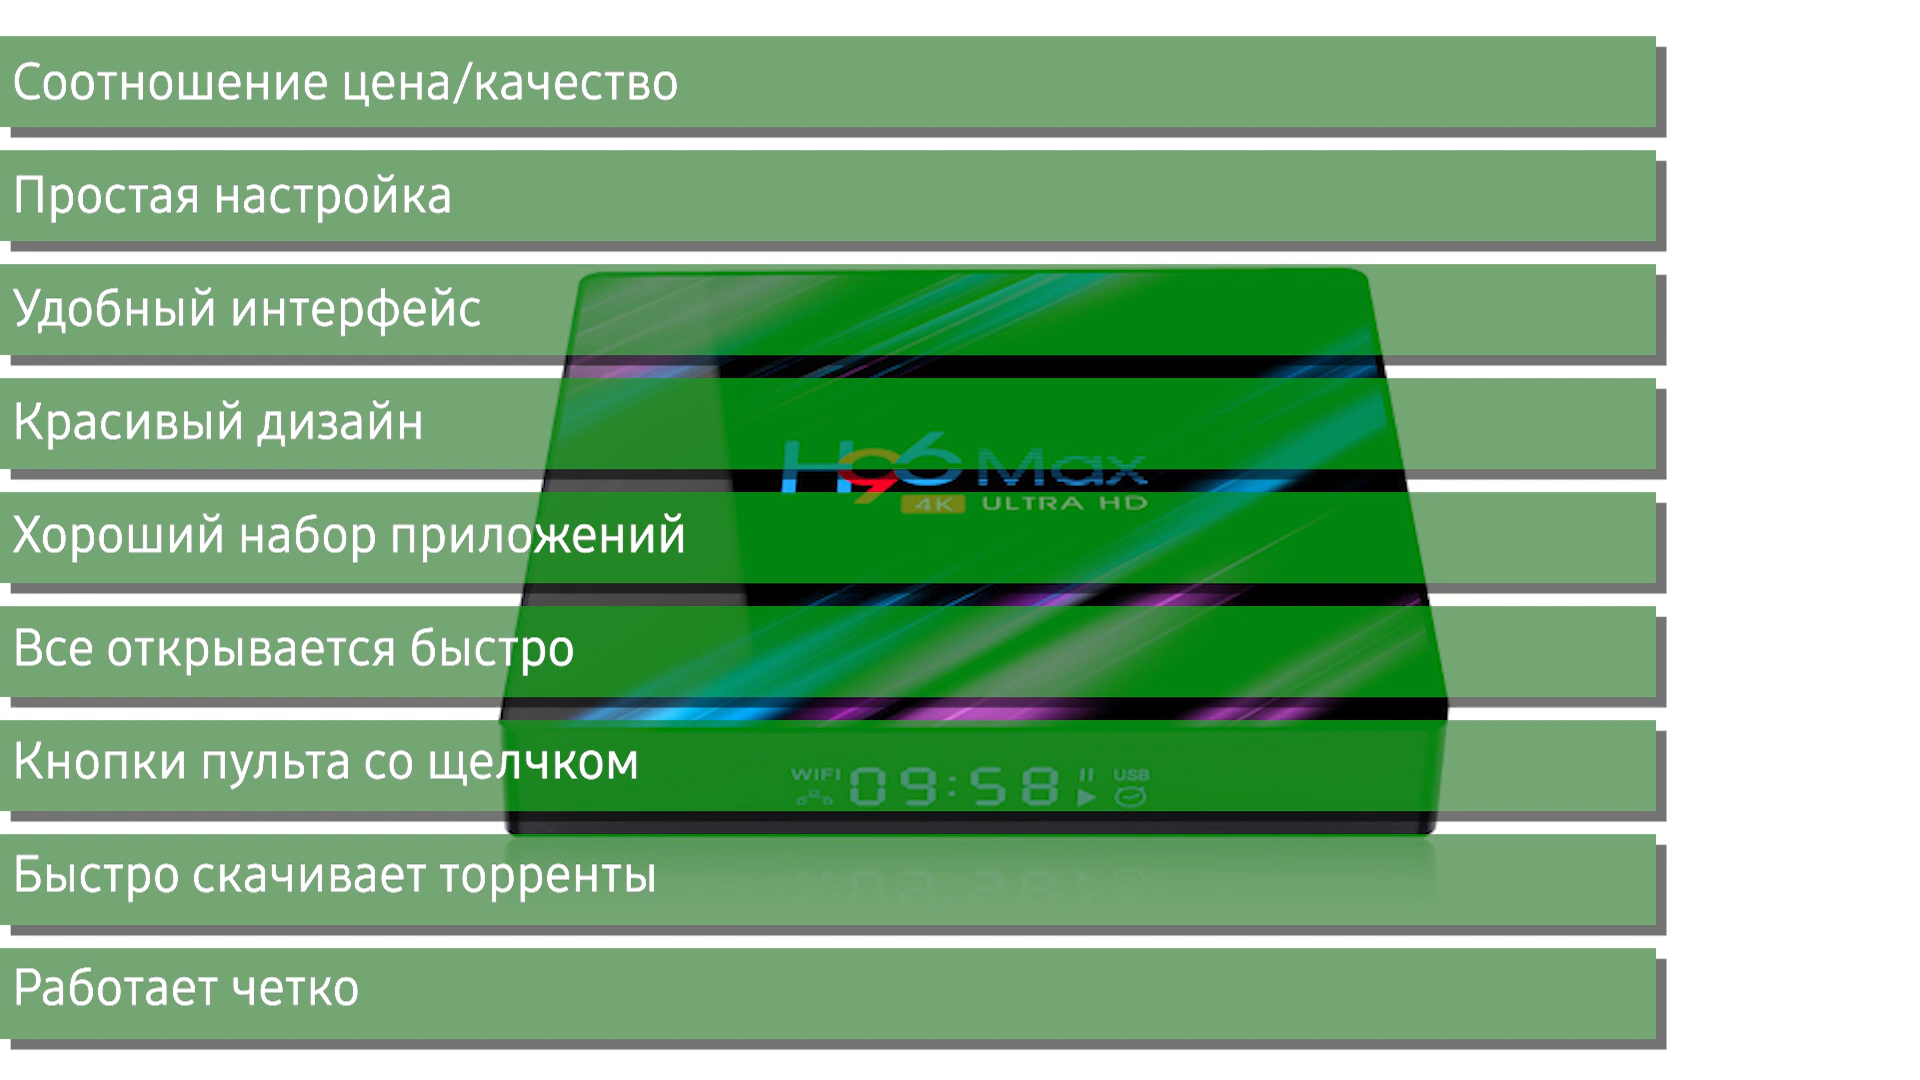 Соотношение цена/качество
Простая настройка
Удобный интерфейс
Красивый дизайн
H96 Max
4K ULTRA HD
Хороший набор приложений
Все открывается быстро
Кнопки пульта со щелчком
WIFI 09:58 USB
Быстро скачивает торренты
Работает четко